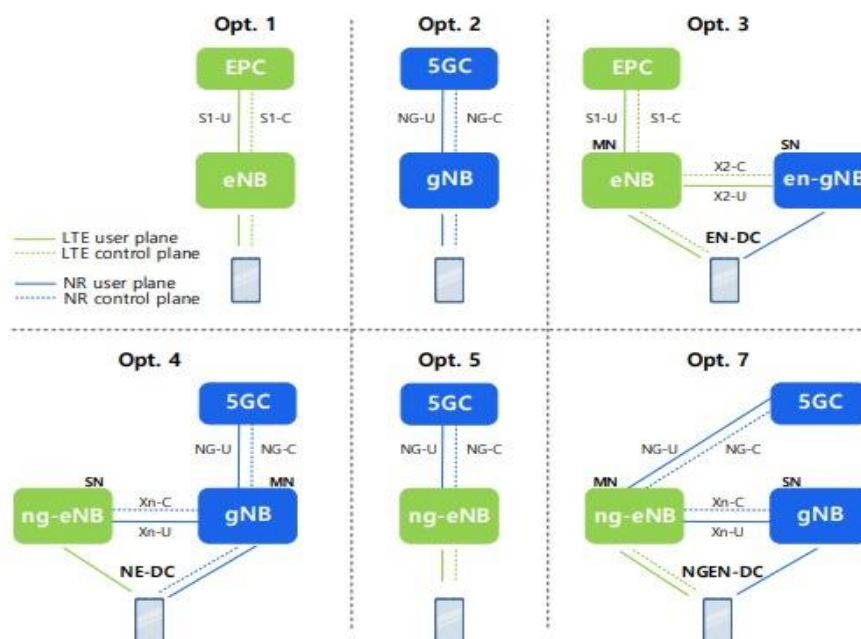 Opt. 1
EPC
S1-U
S1-C
eNB
Opt. 2
5GC
NG-U
NG-C
gNB
Opt. 3
EPC
S1-U
S1-C
MN
SN
eNB
X2-C
X2-U
en-gNB
EN-DC
LTE user plane
LTE control plane
NR user plane
NR control plane
Opt. 4
5GC
NG-U
NG-C
SN
MN
ng-eNB
Xn-C
Xn-U
gNB
NE-DC
Opt. 5
5GC
NG-U
NG-C
ng-eNB
Opt. 7
5GC
NG-U
NG-C
MN
SN
ng-eNB
Xn-C
Xn-U
gNB
NGEN-DC